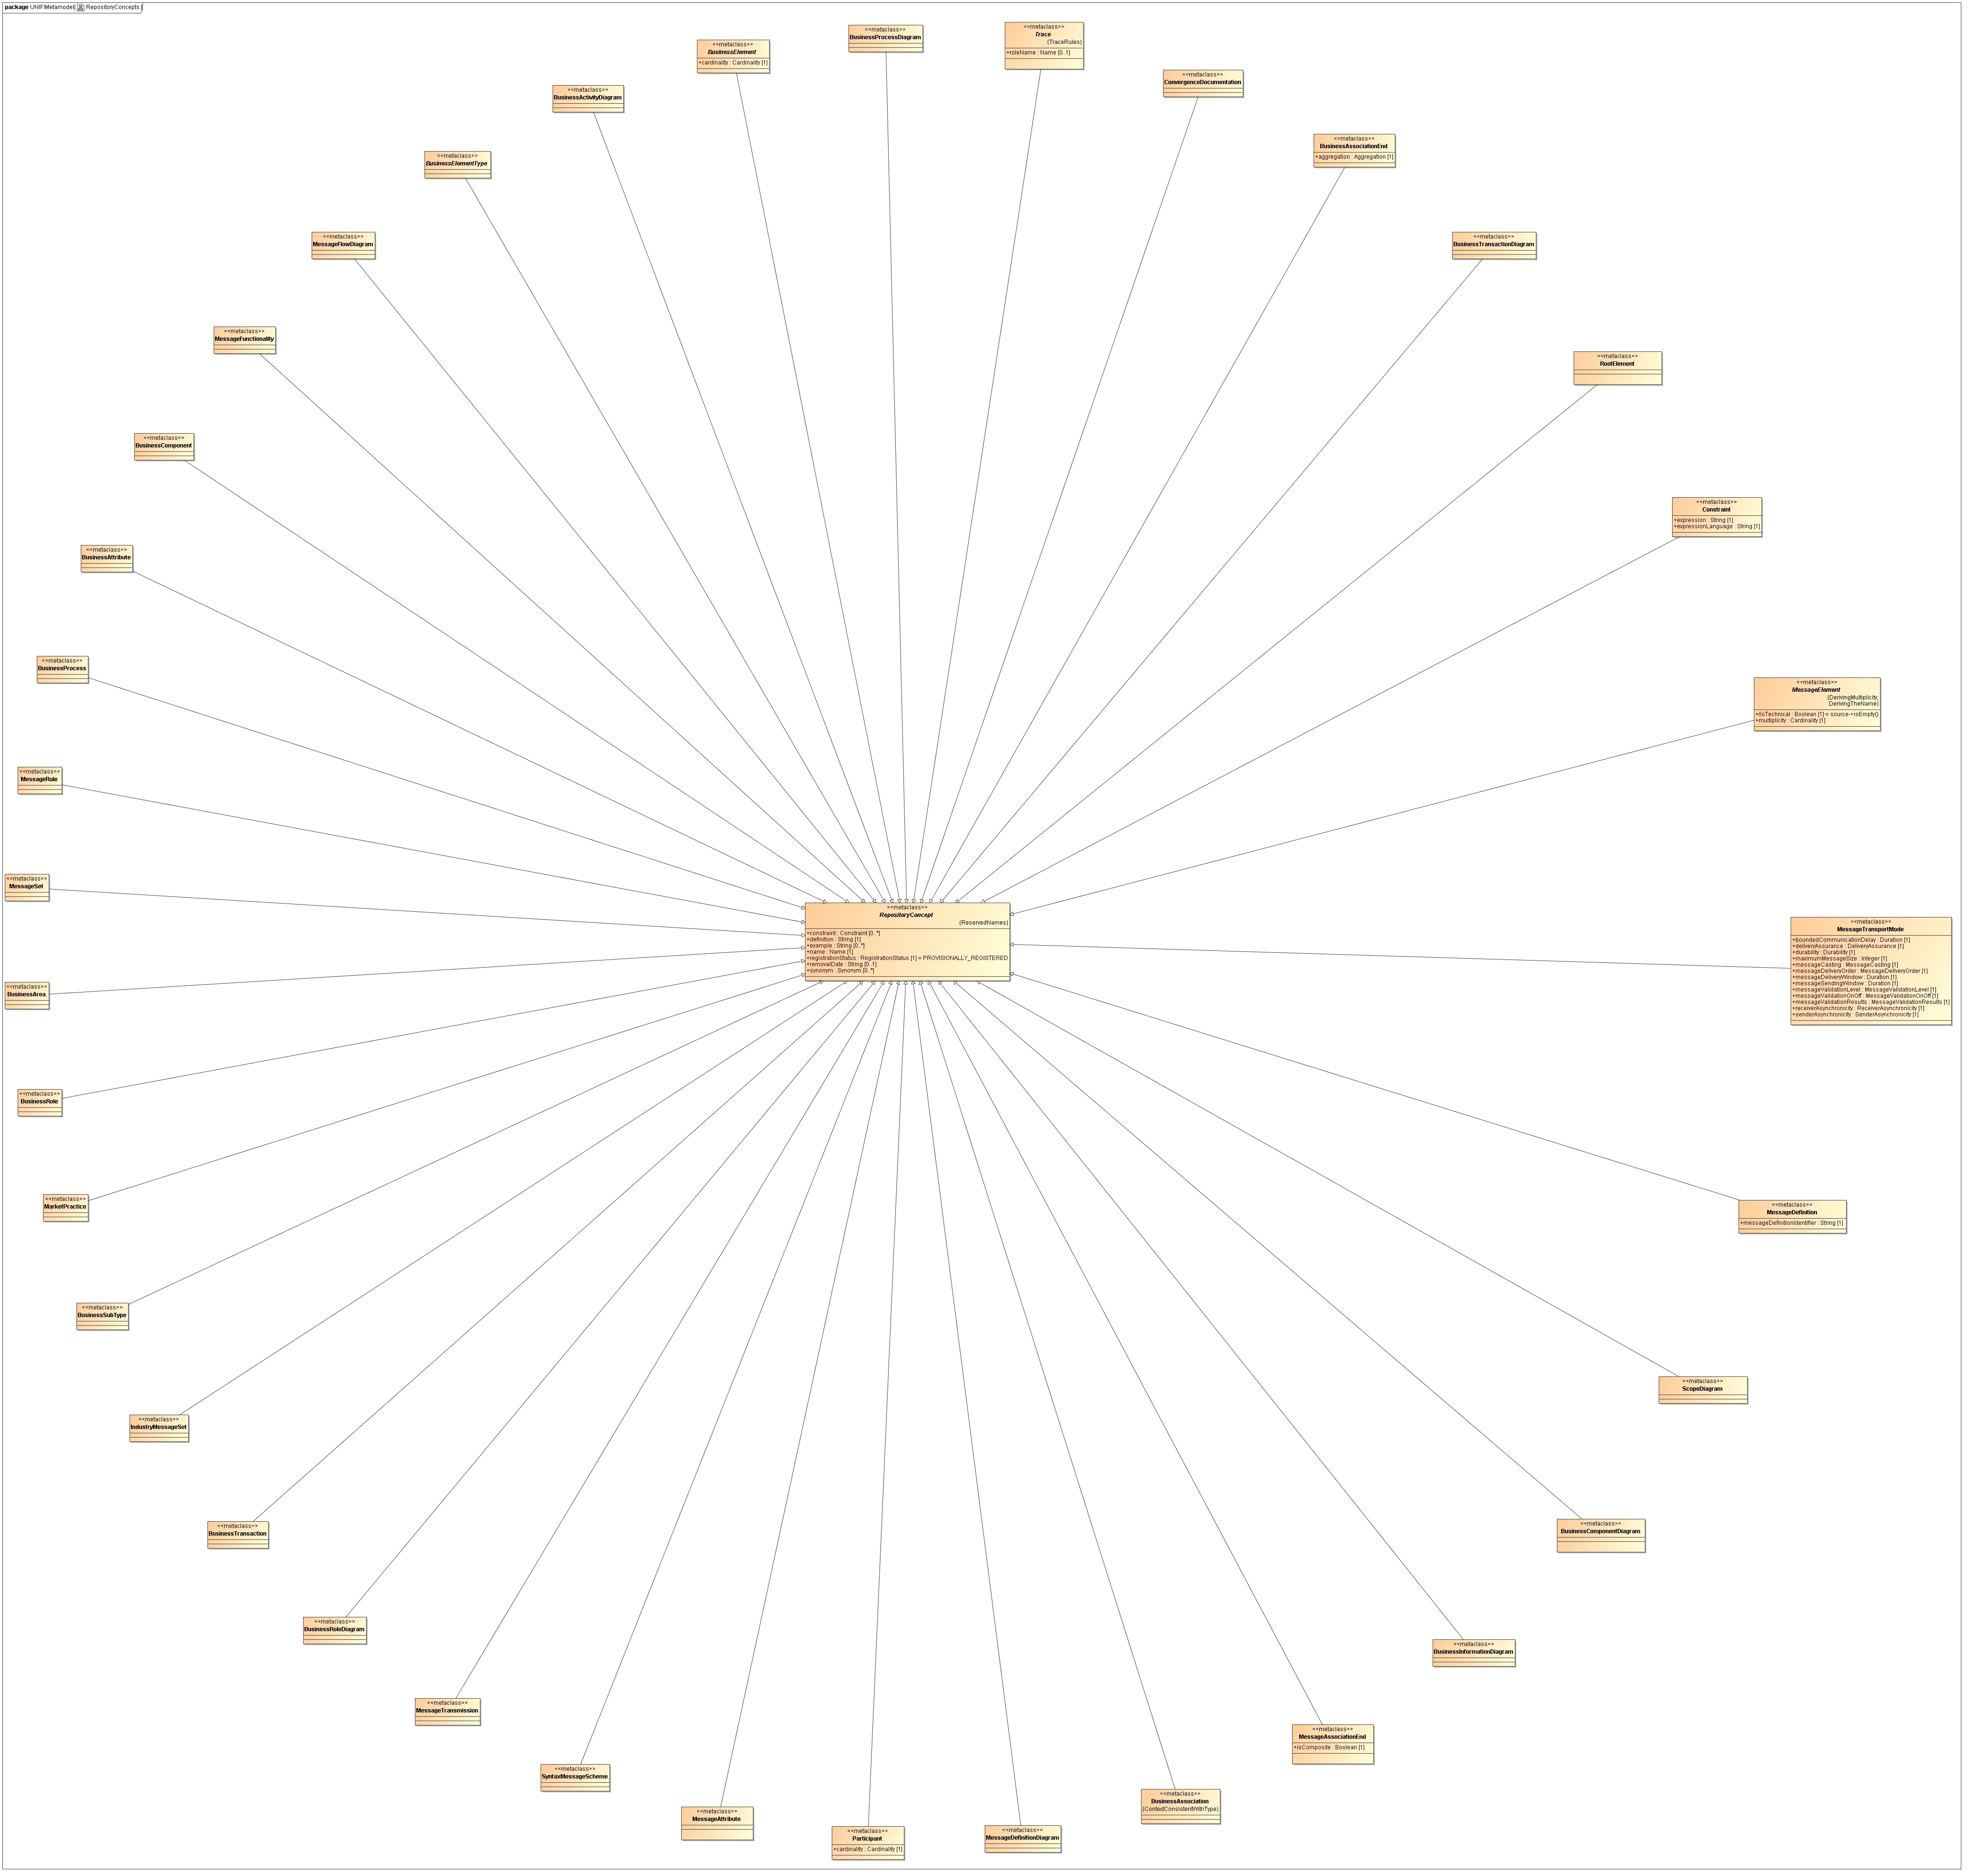 package UNIFIMetamodel[ RepositoryConcepts ]
<<metaclass>>
Trace
{TraceRules}
+roleName : Name [0..1]
<<metaclass>>
BusinessProcessDiagram
<<metaclass>>
BusinessElement
+cardinality : Cardinality [1]
<<metaclass>>
ConvergenceDocumentation
<<metaclass>>
BusinessActivityDiagram
<<metaclass>>
BusinessAssociationEnd
+aggregation : Aggregation [1]
<<metaclass>>
BusinessElementType
<<metaclass>>
MessageFlowDiagram
<<metaclass>>
BusinessTransactionDiagram
<<metaclass>>
MessageFunctionality
<<metaclass>>
RootElement
<<metaclass>>
BusinessComponent
<<metaclass>>
Constraint
+expression : String [1]
+expressionLanguage : String [1]
<<metaclass>>
BusinessAttribute
<<metaclass>>
BusinessProcess
<<metaclass>>
MessageElement
{DerivingMultiplicity,
DerivingTheName}
+/isTechnical : Boolean [1] = source->isEmpty()
+multiplicity : Cardinality [1]
<<metaclass>>
MessageRule
<<metaclass>>
MessageSet
<<metaclass>>
RepositoryConcept
{ReservedNames}
+constraint : Constraint [0..*]
+definition : String [1]
+example : String [0..*]
+name : Name [1]
+registrationStatus : RegistrationStatus [1] = PROVISIONALLY_REGISTERED
+removalDate : String [0..1]
+synonym : Synonym [0..*]
<<metaclass>>
MessageTransportMode
+boundedCommunicationDelay : Duration [1]
+deliveryAssurance : DeliveryAssurance [1]
+durability : Durability [1]
+maximumMessageSize : Integer [1]
+messageCasting : MessageCasting [1]
+messageDeliveryOrder : MessageDeliveryOrder [1]
+messageDeliveryWindow : Duration [1]
+messageSendingWindow : Duration [1]
+messageValidationLevel : MessageValidationLevel [1]
+messageValidationOnOff : MessageValidationOnOff [1]
+messageValidationResults : MessageValidationResults [1]
+receiverAsynchronicity : ReceiverAsynchronicity [1]
+senderAsynchronicity : SenderAsynchronicity [1]
<<metaclass>>
BusinessArea
<<metaclass>>
BusinessRole
<<metaclass>>
MarketPractice
<<metaclass>>
MessageDefinition
+messageDefinitionIdentifier : String [1]
<<metaclass>>
BusinessSubType
<<metaclass>>
ScopeDiagram
<<metaclass>>
IndustryMessageSet
<<metaclass>>
BusinessTransaction
<<metaclass>>
BusinessComponentDiagram
<<metaclass>>
BusinessRoleDiagram
<<metaclass>>
BusinessInformationDiagram
<<metaclass>>
MessageTransmission
<<metaclass>>
MessageAssociationEnd
+isComposite : Boolean [1]
<<metaclass>>
SyntaxMessageScheme
<<metaclass>>
BusinessAssociation
{ContextConsistentWithType}
<<metaclass>>
MessageAttribute
<<metaclass>>
Participant
+cardinality : Cardinality [1]
<<metaclass>>
MessageDefinitionDiagram